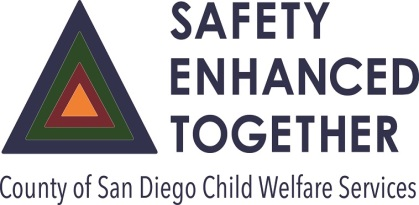 SAFETY
ENHANCED
TOGETHER
County of San Diego Child Welfare Services